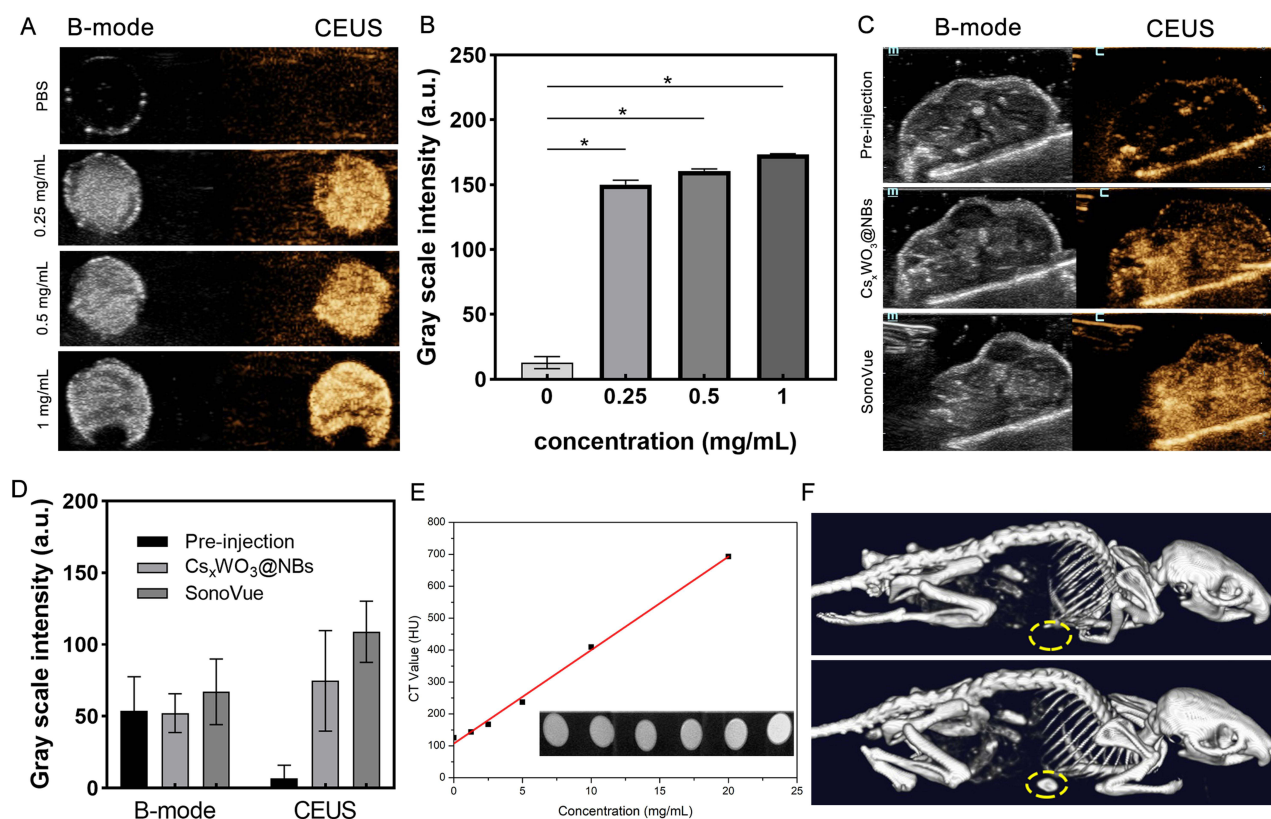 A
B-mode
CEUS
PBS
0.25 mg/mL
0.5 mg/mL
1 mg/mL
B
Gray scale intensity (a.u.)
250
200
150
100
50
0
*
*
*
0
0.25
0.5
1
concentration (mg/mL)
C
B-mode
CEUS
Pre-injection
CsₓWO₃@NBs
SonoVue
D
Gray scale intensity (a.u.)
200
150
100
50
0
Pre-injection
CsₓWO₃@NBs
SonoVue
B-mode
CEUS
E
CT Value (HU)
800
700
600
500
400
300
200
100
0
0
5
10
15
20
25
Concentration (mg/mL)
F